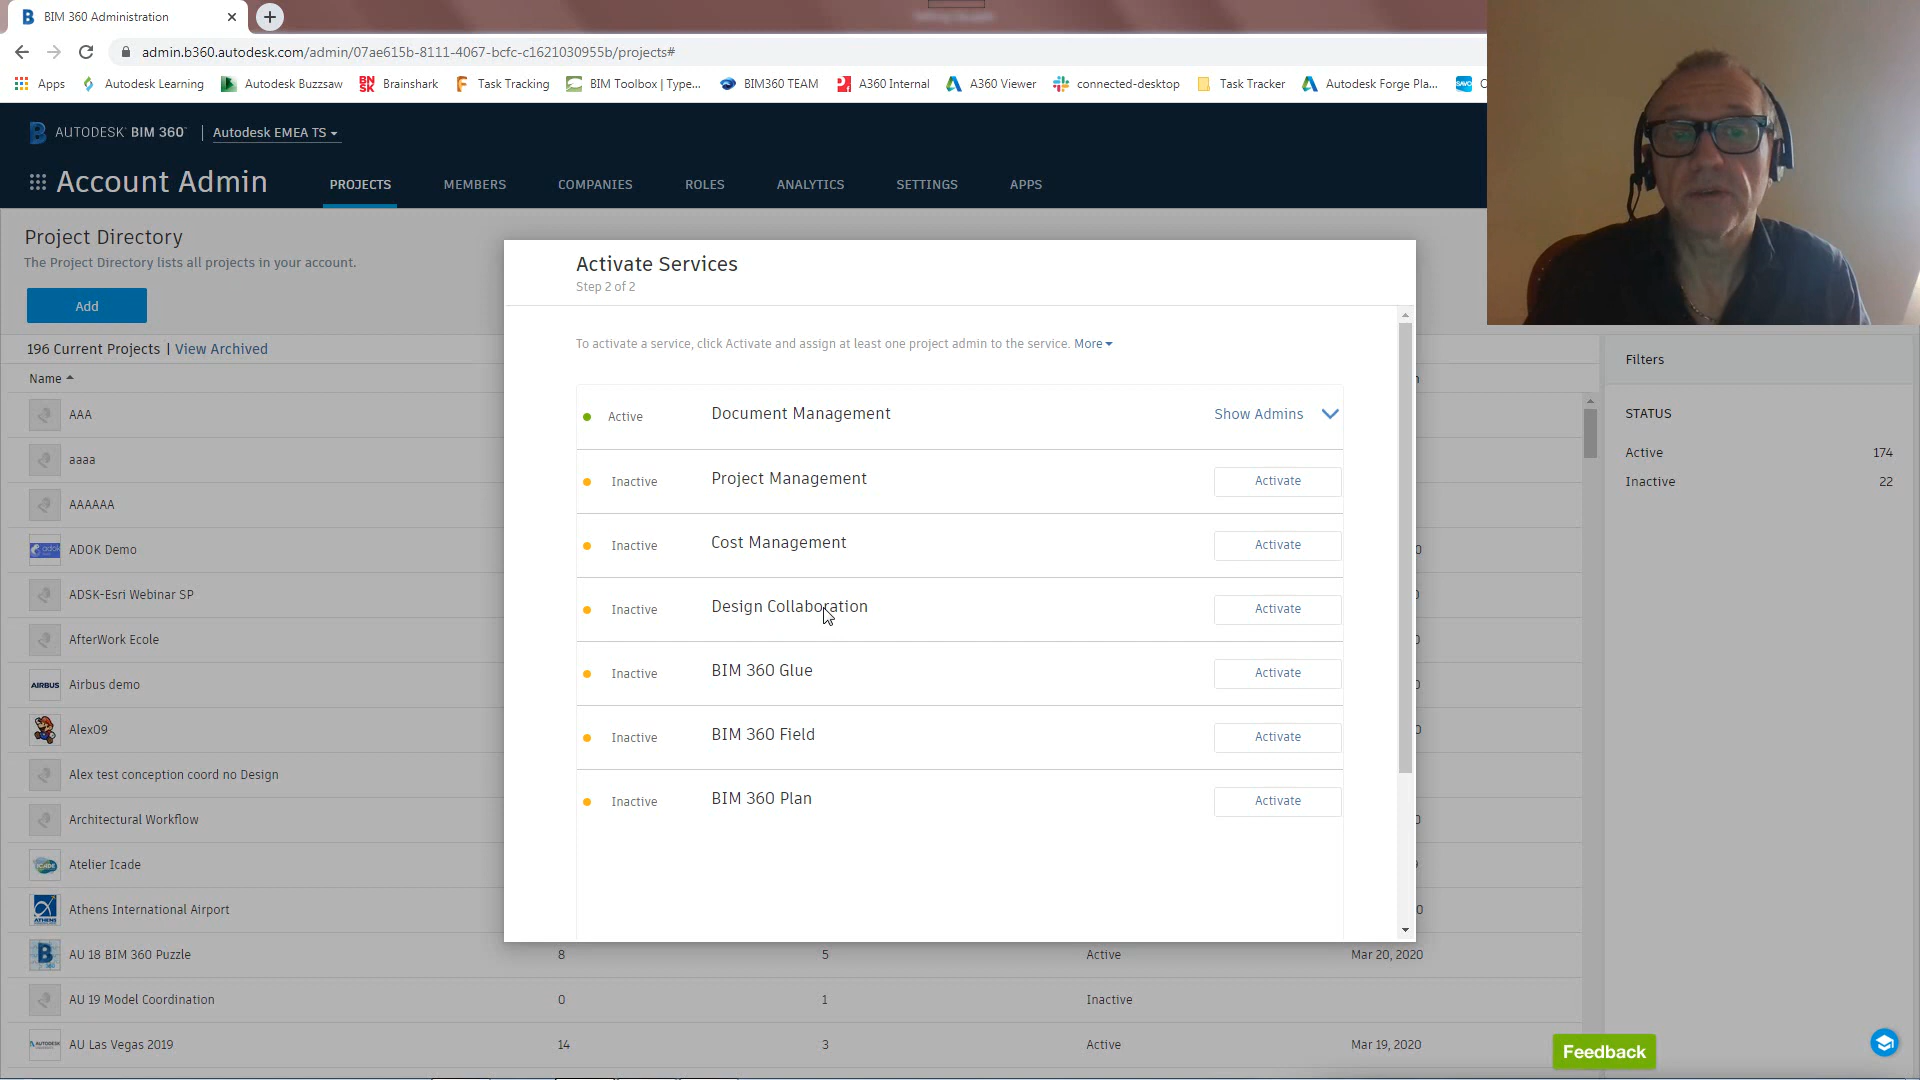 BIM 360 Administration
admin.b360.autodesk.com/admin/07ae615b-8111-4067-bcfc-c1621030955b/projects#
Apps Autodesk Learning Autodesk Buzzsaw Brainshark Task Tracking BIM Toolbox | Type... BIM360 TEAM A360 Internal A360 Viewer connected-desktop Task Tracker Autodesk Forge Pla...
AUTODESK BIM 360 | Autodesk EMEA TS
Account Admin PROJECTS MEMBERS COMPANIES ROLES ANALYTICS SETTINGS APPS
Project Directory
The Project Directory lists all projects in your account.
Add
196 Current Projects | View Archived
Name
AAA
aaaa
AAAAAA
ADOK Demo
ADSK-Esri Webinar SP
AfterWork Ecole
AIRBUS Airbus demo
Alex09
Alex test conception coord no Design
Architectural Workflow
Atelier Icade
Athens International Airport
AU 18 BIM 360 Puzzle 8 5 Active Mar 20, 2020
AU 19 Model Coordination 0 1 Inactive
AU Las Vegas 2019 14 3 Active Mar 19, 2020
Activate Services
Step 2 of 2
To activate a service, click Activate and assign at least one project admin to the service. More
Active Document Management Show Admins
Inactive Project Management Activate
Inactive Cost Management Activate
Inactive Design Collaboration Activate
Inactive BIM 360 Glue Activate
Inactive BIM 360 Field Activate
Inactive BIM 360 Plan Activate
Filters
STATUS
Active 174
Inactive 22
Feedback